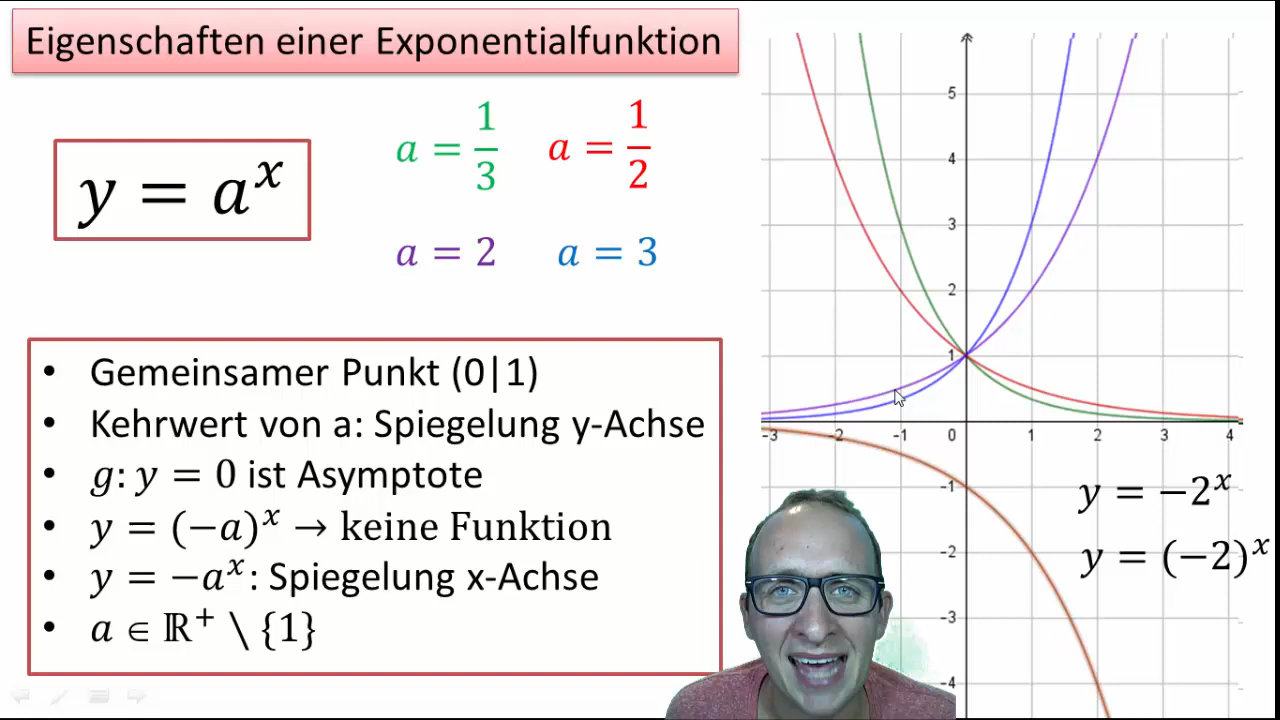 Eigenschaften einer Exponentialfunktion
y = a^x
a = 1/3
a = 1/2
a = 2
a = 3
• Gemeinsamer Punkt (0|1)
• Kehrwert von a: Spiegelung y-Achse
• g: y = 0 ist Asymptote
• y = (−a)^x → keine Funktion
• y = −a^x: Spiegelung x-Achse
• a ∈ ℝ⁺ \ {1}
5
4
3
2
1
-3 -2 -1 0 1 2 3 4
-1
-2
-3
-4
y = −2^x
y = (−2)^x